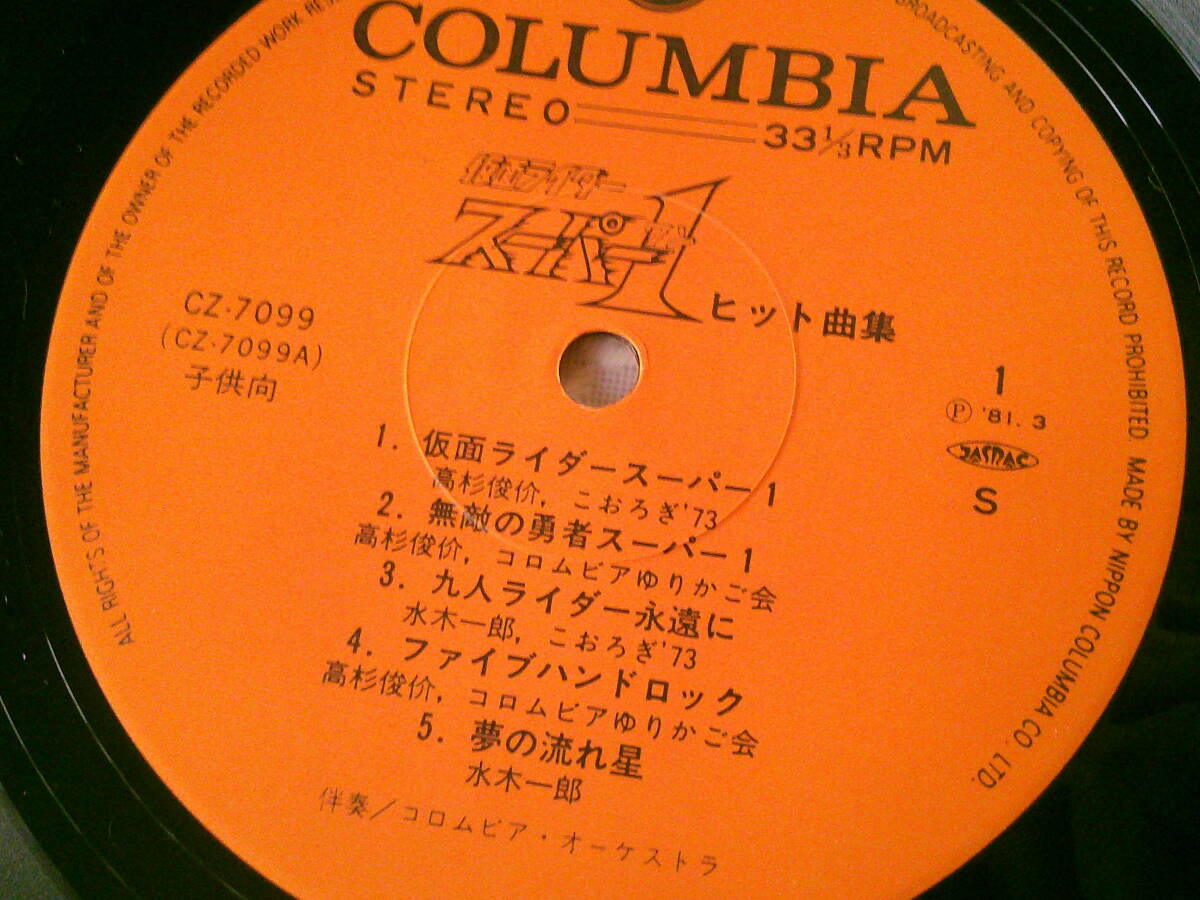 COLUMBIA
STEREO
33 1/3 RPM
仮面ライダー
スーパー1
ヒット曲集
CZ·7099
(CZ·7099A)
子供向
1
Ⓟ '81. 3
JASRAC
S
1. 仮面ライダースーパー1
高杉俊价, こおろぎ'73
2. 無敵の勇者スーパー1
高杉俊价, コロムビアゆりかご会
3. 九人ライダー永遠に
水木一郎, こおろぎ'73
4. ファイブハンドロック
高杉俊价, コロムビアゆりかご会
5. 夢の流れ星
水木一郎
伴奏/コロムビア・オーケストラ
ALL RIGHTS OF THE MANUFACTURER AND OF THE OWNER OF THE RECORDED WORK
BROADCASTING AND COPYING OF THIS RECORD PROHIBITED MADE BY NIPPON COLUMBIA CO. LTD.